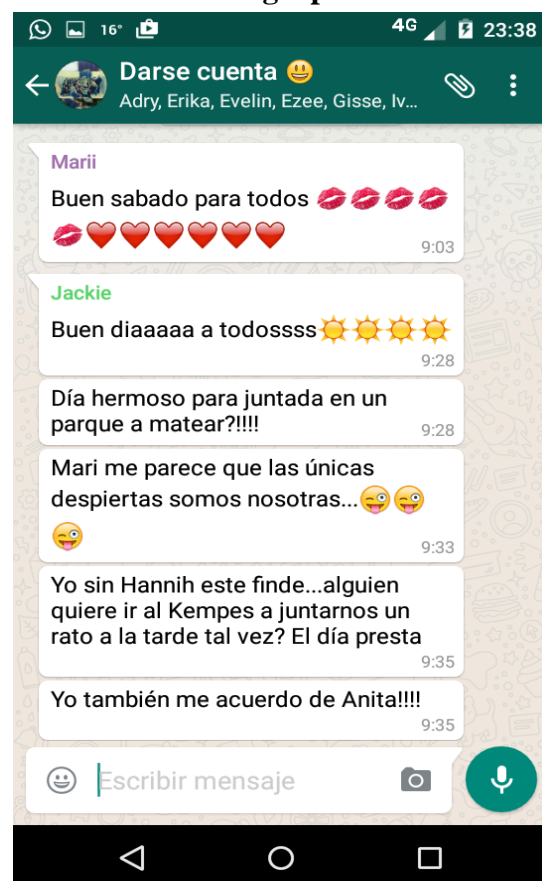 16° 4G 23:38
Darse cuenta 😃
Adry, Erika, Evelin, Ezee, Gisse, Iv...
Marii
Buen sabado para todos 💋💋💋💋
💋❤❤❤❤❤❤
9:03
Jackie
Buen diaaaaa a todossss☀☀☀☀
9:28
Día hermoso para juntada en un
parque a matear?!!!!
9:28
Mari me parece que las únicas
despiertas somos nosotras...😜😜
😜
9:33
Yo sin Hannih este finde...alguien
quiere ir al Kempes a juntarnos un
rato a la tarde tal vez? El día presta
9:35
Yo también me acuerdo de Anita!!!!
9:35
Escribir mensaje